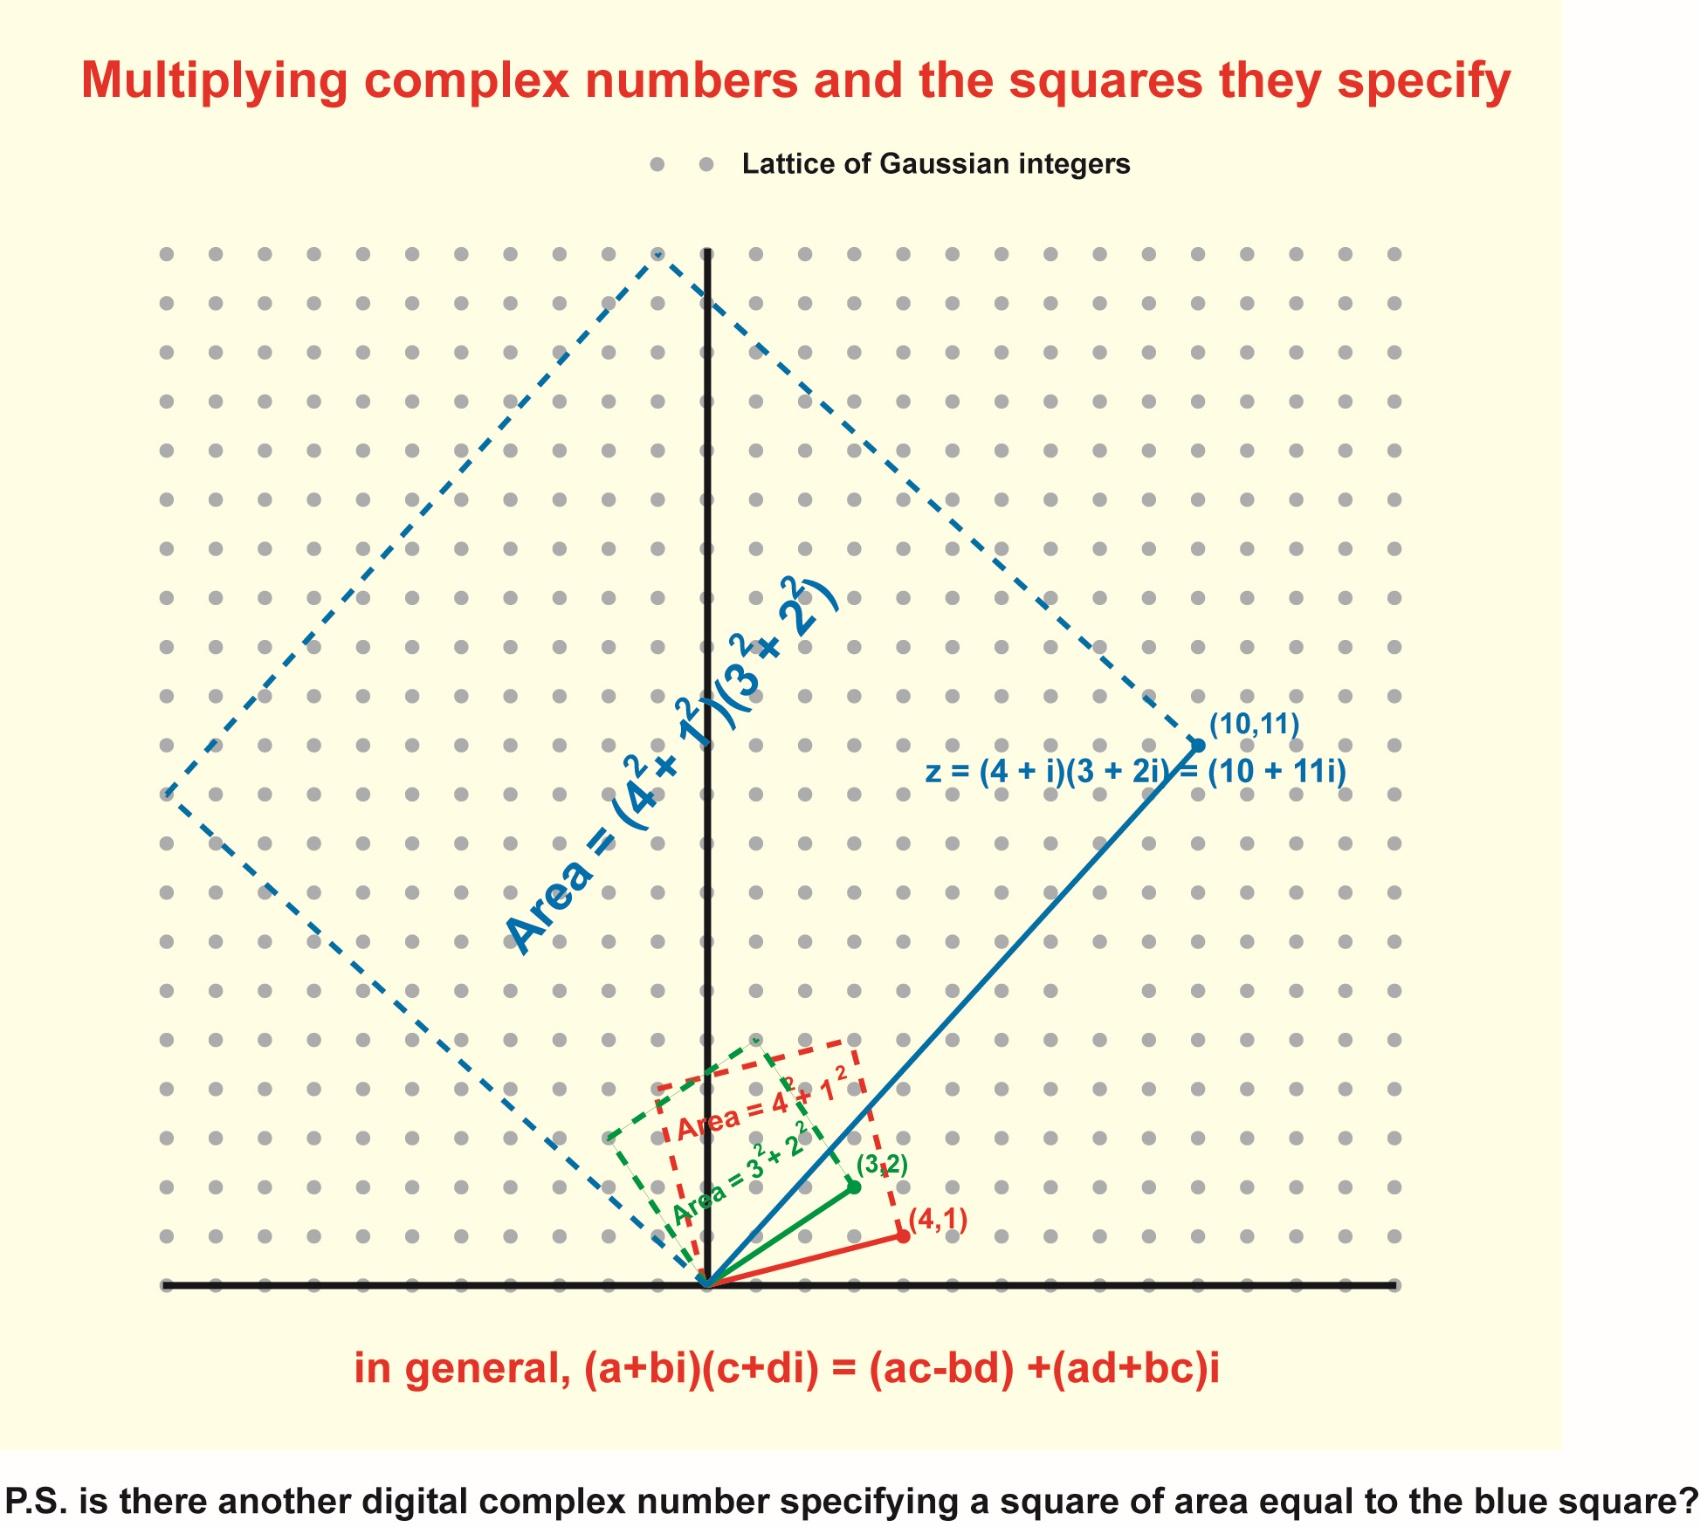 Multiplying complex numbers and the squares they specify
Lattice of Gaussian integers
Area = (4²+ 1²)(3²+ 2²)
(10,11)
z = (4 + i)(3 + 2i) = (10 + 11i)
Area = 4²+ 1²
Area = 3²+ 2²
(3,2)
(4,1)
in general, (a+bi)(c+di) = (ac-bd) +(ad+bc)i
P.S. is there another digital complex number specifying a square of area equal to the blue square?